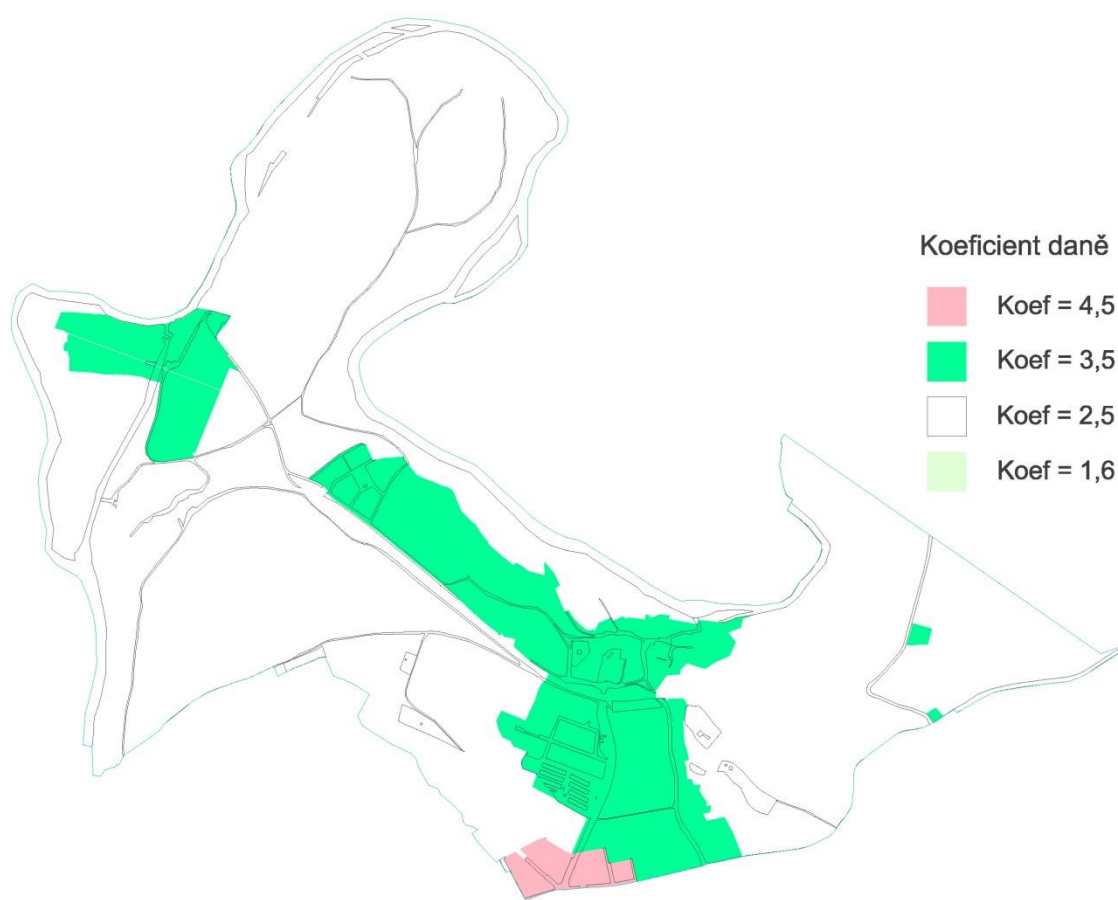 Koeficient daně
Koef = 4,5
Koef = 3,5
Koef = 2,5
Koef = 1,6